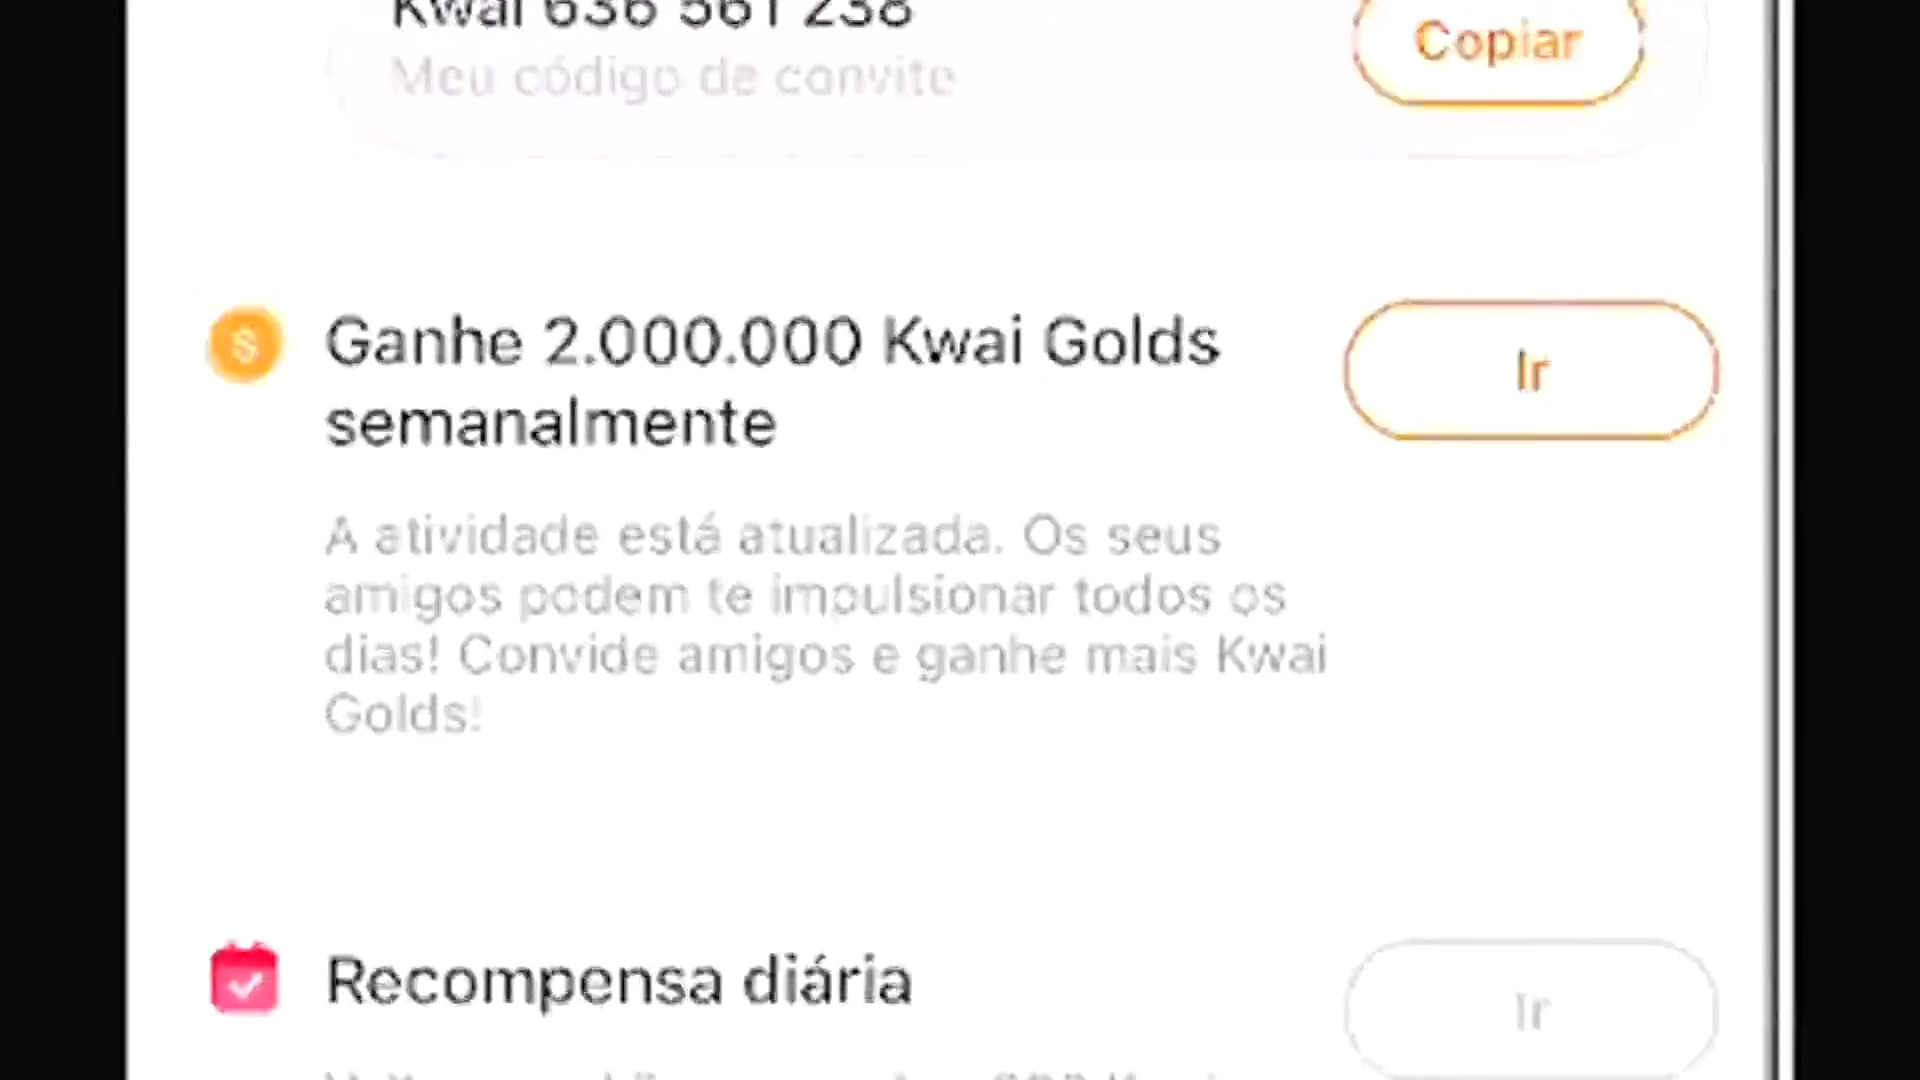 Kwai 636 561 238
Copiar
Meu código de convite
Ganhe 2.000.000 Kwai Golds
semanalmente
Ir
A atividade está atualizada. Os seus
amigos podem te impulsionar todos os
dias! Convide amigos e ganhe mais Kwai
Golds!
Recompensa diária
Ir